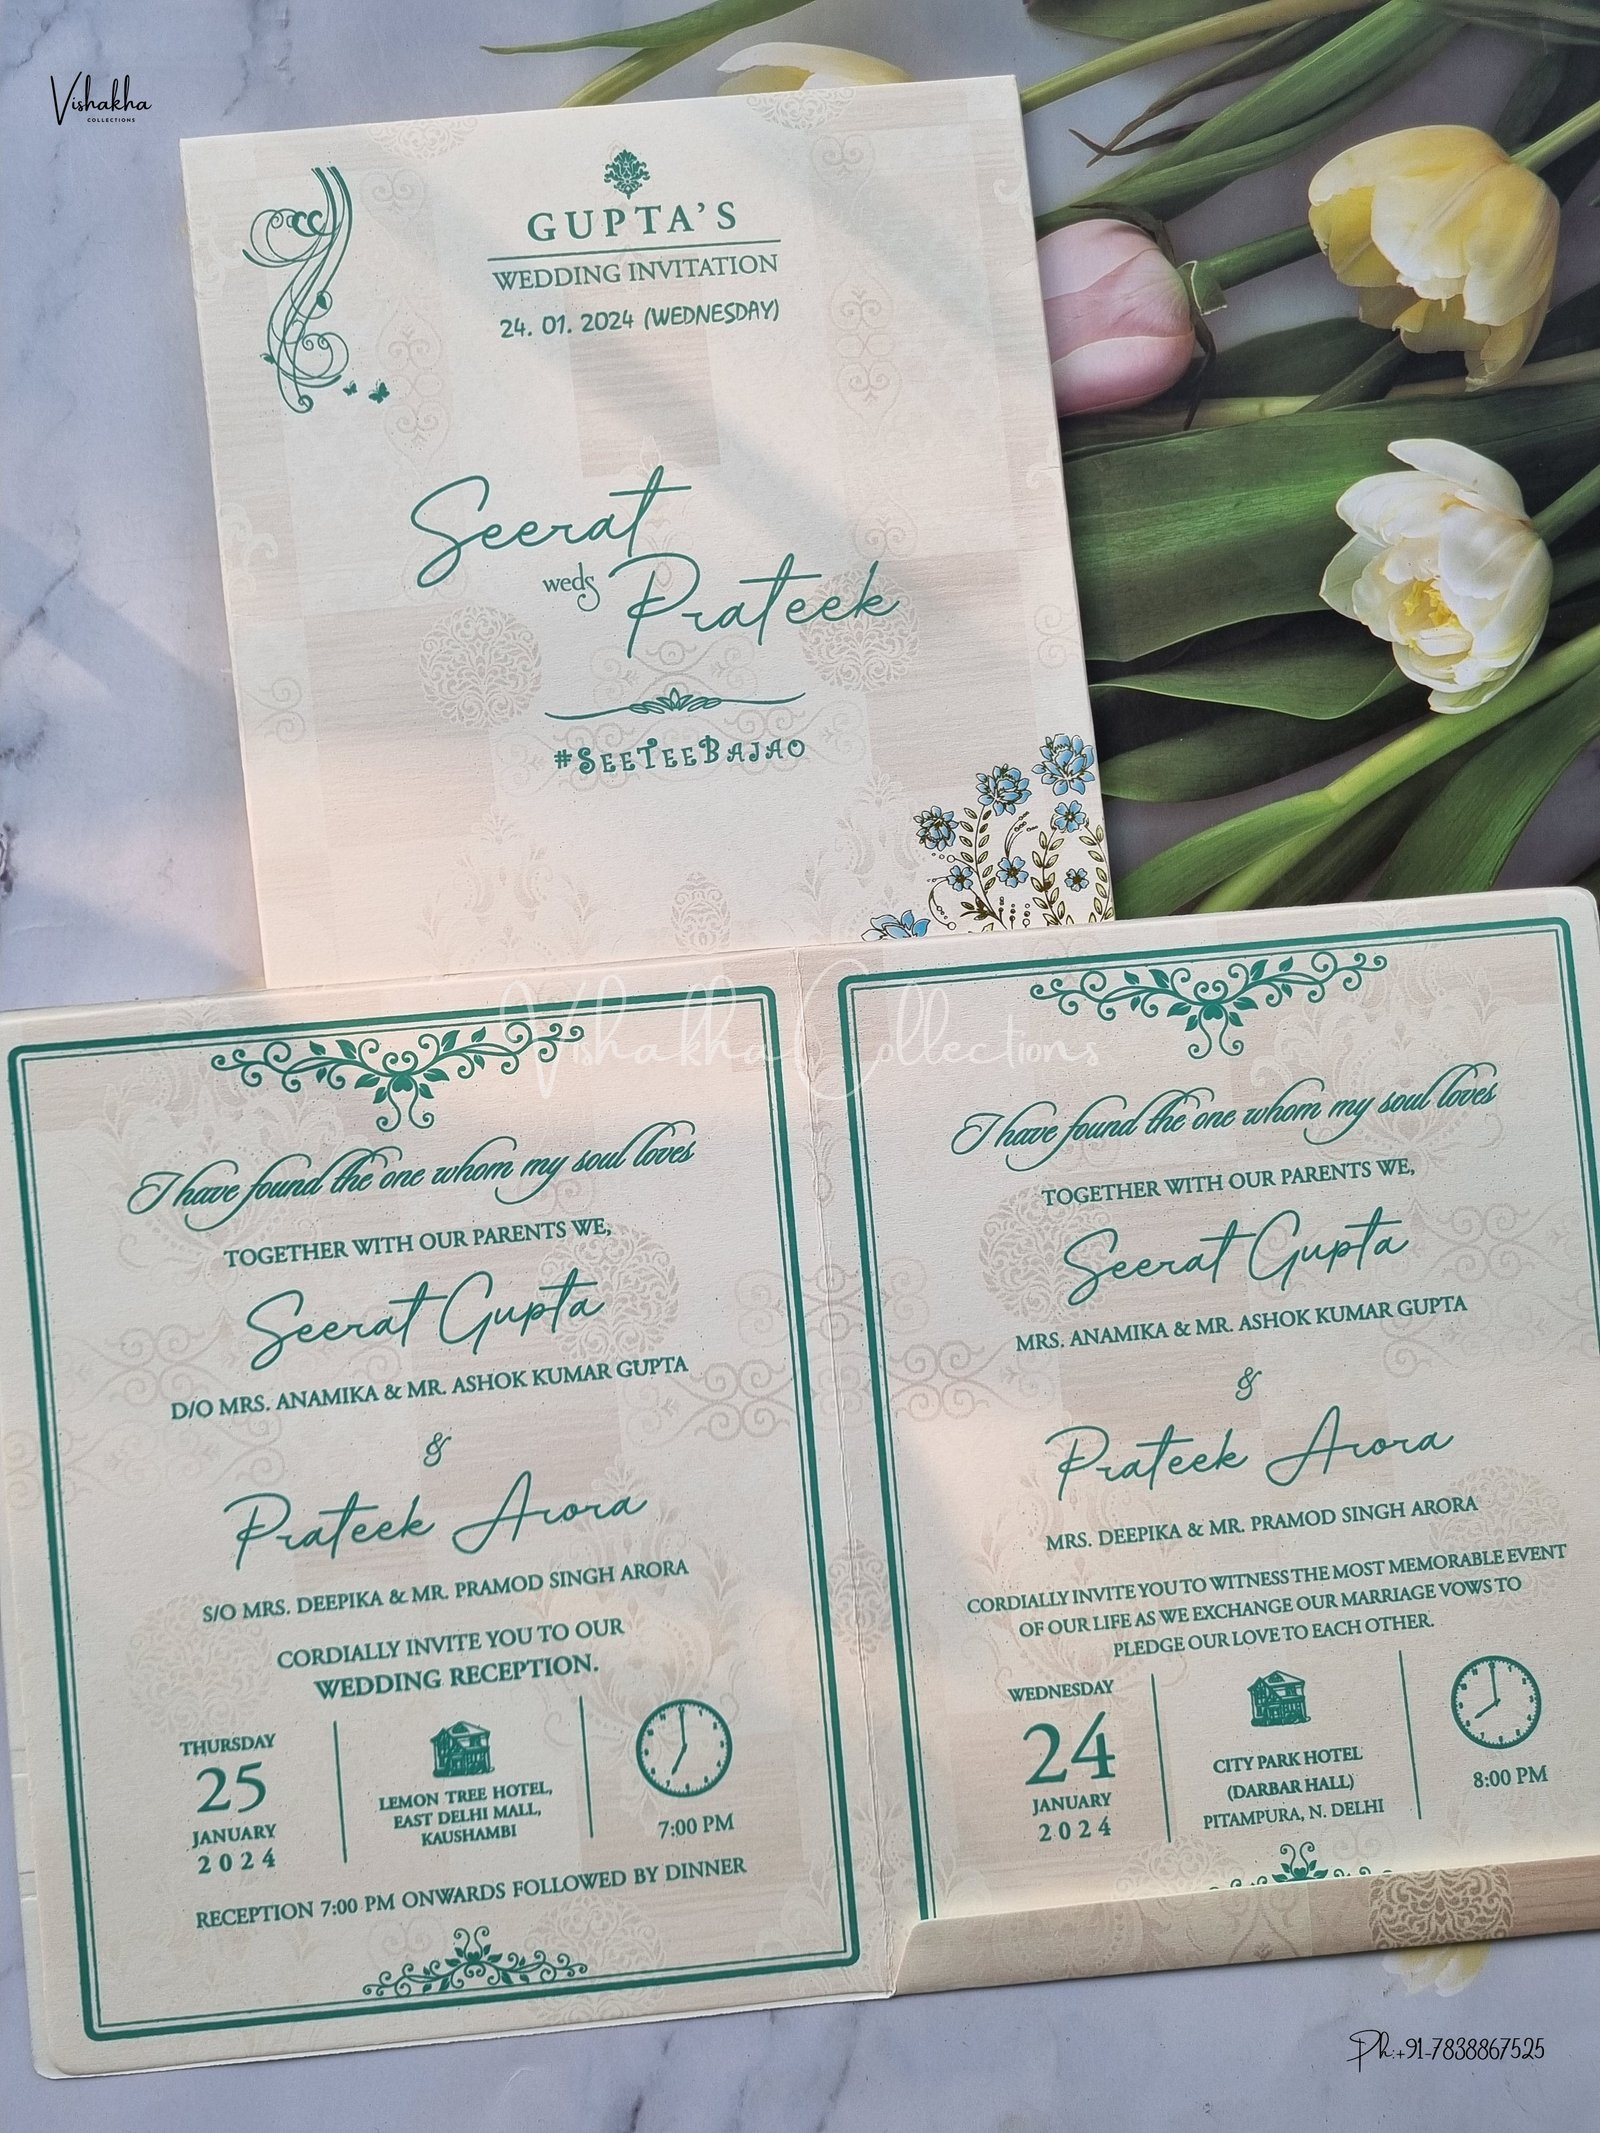 Vishakha
COLLECTIONS
GUPTA'S
WEDDING INVITATION
24. 01. 2024 (WEDNESDAY)
Seerat
weds
Prateek
#SEETEEBAJAO
Vishakha Collections
I have found the one whom my soul loves
TOGETHER WITH OUR PARENTS WE,
Seerat Gupta
D/O MRS. ANAMIKA & MR. ASHOK KUMAR GUPTA
&
Prateek Arora
S/O MRS. DEEPIKA & MR. PRAMOD SINGH ARORA
CORDIALLY INVITE YOU TO OUR
WEDDING RECEPTION.
THURSDAY
25
JANUARY
2024
LEMON TREE HOTEL,
EAST DELHI MALL,
KAUSHAMBI
7:00 PM
RECEPTION 7:00 PM ONWARDS FOLLOWED BY DINNER
I have found the one whom my soul loves
TOGETHER WITH OUR PARENTS WE,
Seerat Gupta
MRS. ANAMIKA & MR. ASHOK KUMAR GUPTA
&
Prateek Arora
MRS. DEEPIKA & MR. PRAMOD SINGH ARORA
CORDIALLY INVITE YOU TO WITNESS THE MOST MEMORABLE EVENT
OF OUR LIFE AS WE EXCHANGE OUR MARRIAGE VOWS TO
PLEDGE OUR LOVE TO EACH OTHER.
WEDNESDAY
24
JANUARY
2024
CITY PARK HOTEL
(DARBAR HALL)
PITAMPURA, N. DELHI
8:00 PM
Ph:+91-7838867525